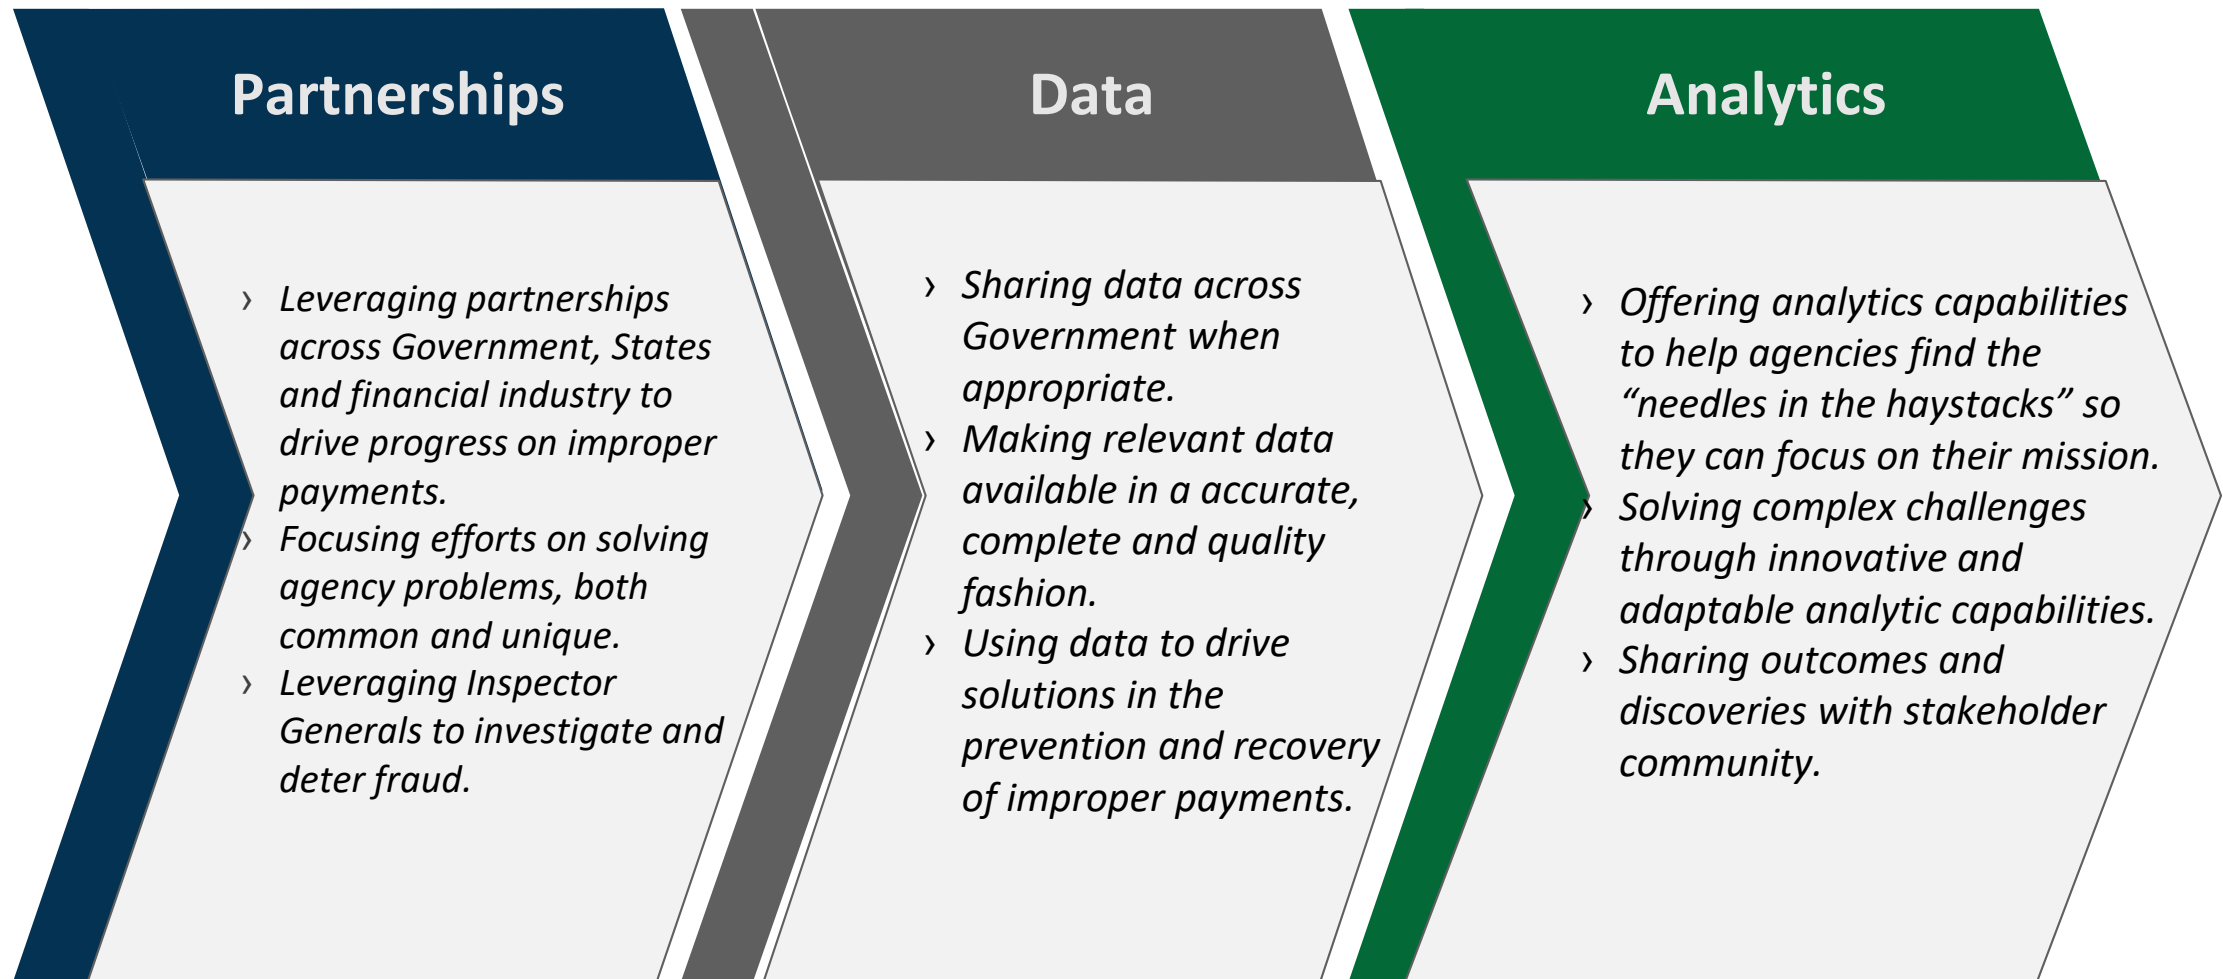 Partnerships
› Leveraging partnerships
across Government, States
and financial industry to
drive progress on improper
payments.
› Focusing efforts on solving
agency problems, both
common and unique.
› Leveraging Inspector
Generals to investigate and
deter fraud.
Data
› Sharing data across
Government when
appropriate.
› Making relevant data
available in a accurate,
complete and quality
fashion.
› Using data to drive
solutions in the
prevention and recovery
of improper payments.
Analytics
› Offering analytics capabilities
to help agencies find the
“needles in the haystacks” so
they can focus on their mission.
› Solving complex challenges
through innovative and
adaptable analytic capabilities.
› Sharing outcomes and
discoveries with stakeholder
community.